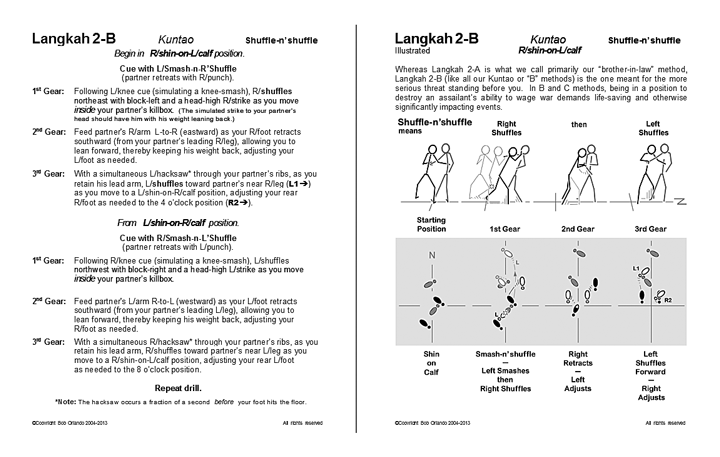 Langkah 2-B Kuntao Shuffle-n'shuffle
Begin in R/shin-on-L/calf position.
Cue with L/Smash-n-R'Shuffle
(partner retreats with R/punch).
1st Gear: Following L/knee cue (simulating a knee-smash), R/shuffles
northeast with block-left and a head-high R/strike as you move
inside your partner's killbox. (The simulated strike to your partner's
head should have him with his weight leaning back.)
2nd Gear: Feed partner's R/arm L-to-R (eastward) as your R/foot retracts
southward (from your partner's leading R/leg), allowing you to
lean forward, thereby keeping his weight back, adjusting your
L/foot as needed.
3rd Gear: With a simultaneous L/hacksaw* through your partner's ribs, as you
retain his lead arm, L/shuffles toward partner's near R/leg (L1➔)
as you move to a L/shin-on-R/calf position, adjusting your rear
R/foot as needed to the 4 o'clock position (R2➔).
From L/shin-on-R/calf position.
Cue with R/Smash-n-L'Shuffle
(partner retreats with L/punch).
1st Gear: Following R/knee cue (simulating a knee-smash), L/shuffles
northwest with block-right and a head-high L/strike as you move
inside your partner's killbox.
2nd Gear: Feed partner's L/arm R-to-L (westward) as your L/foot retracts
southward (from your partner's leading L/leg), allowing you to
lean forward, thereby keeping his weight back, adjusting your
R/foot as needed.
3rd Gear: With a simultaneous R/hacksaw* through your partner's ribs, as you
retain his lead arm, R/shuffles toward partner's near L/leg as you
move to a R/shin-on-L/calf position, adjusting your rear L/foot
as needed to the 8 o'clock position.
Repeat drill.
*Note: The hacksaw occurs a fraction of a second before your foot hits the floor.
©Copyright Bob Orlando 2004-2013 All rights reserved
Langkah 2-B Kuntao Shuffle-n'shuffle
Illustrated R/shin-on-L/calf
Whereas Langkah 2-A is what we call primarily our "brother-in-law" method,
Langkah 2-B (like all our Kuntao or "B" methods) is the one meant for the more
serious threat standing before you. In B and C methods, being in a position to
destroy an assailant's ability to wage war demands life-saving and otherwise
significantly impacting events.
Shuffle-n'shuffle Right then Left
means Shuffles Shuffles
N
Starting
Position 1st Gear 2nd Gear 3rd Gear
N
L
L1
R2
Shin Smash-n'shuffle Right Left
on — Retracts Shuffles
Calf Left Smashes — Forward
then Left —
Right Shuffles Adjusts Right
Adjusts
©Copyright Bob Orlando 2004-2013 All rights reserved